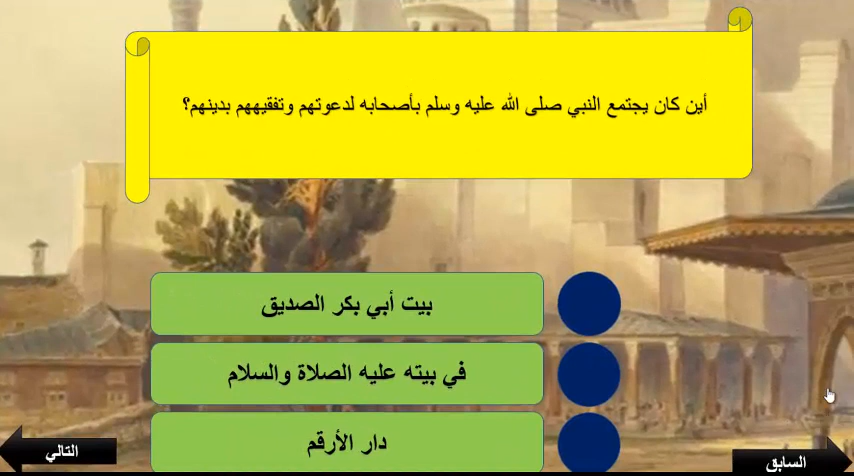 أين كان يجتمع النبي صلى الله عليه وسلم بأصحابه لدعوتهم وتفقيههم بدينهم؟
بيت أبي بكر الصديق
في بيته عليه الصلاة والسلام
دار الأرقم
السابق
التالي